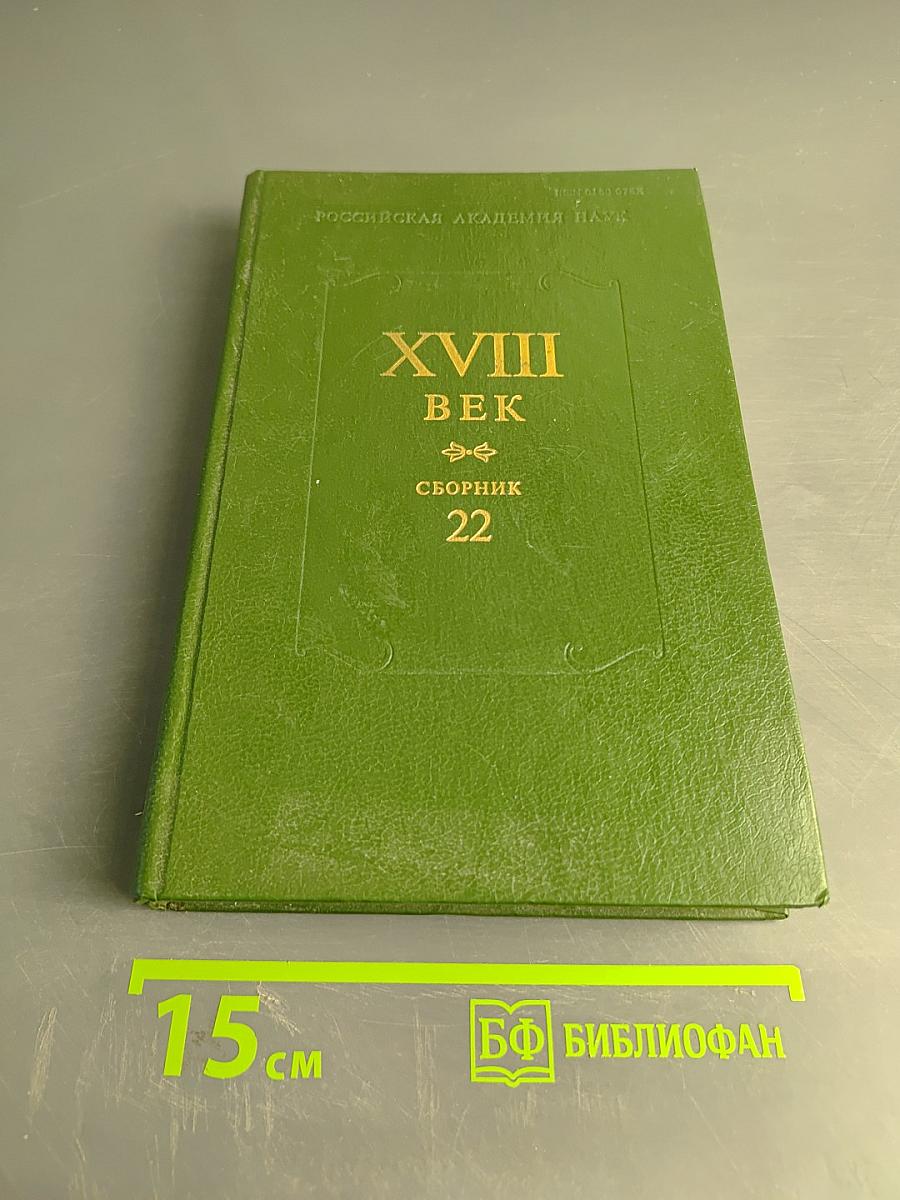 РОССИЙСКАЯ АКАДЕМИЯ НАУК
XVIII
ВЕК
СБОРНИК
22
15 см
БФ БИБЛИОФАН